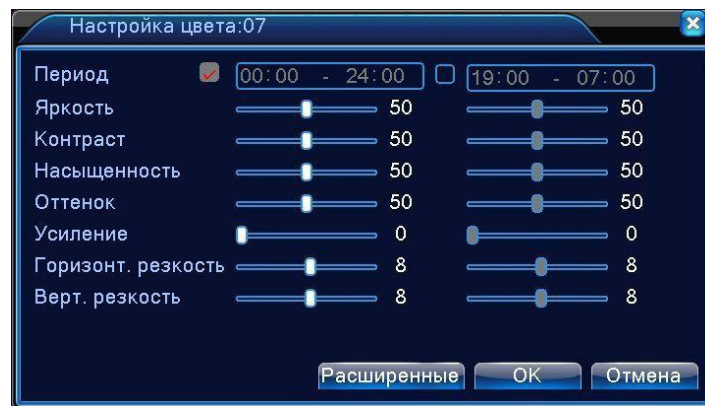 Настройка цвета:07
Период 00:00 - 24:00 19:00 - 07:00
Яркость 50 50
Контраст 50 50
Насыщенность 50 50
Оттенок 50 50
Усиление 0 0
Горизонт. резкость 8 8
Верт. резкость 8 8
Расширенные OK Отмена